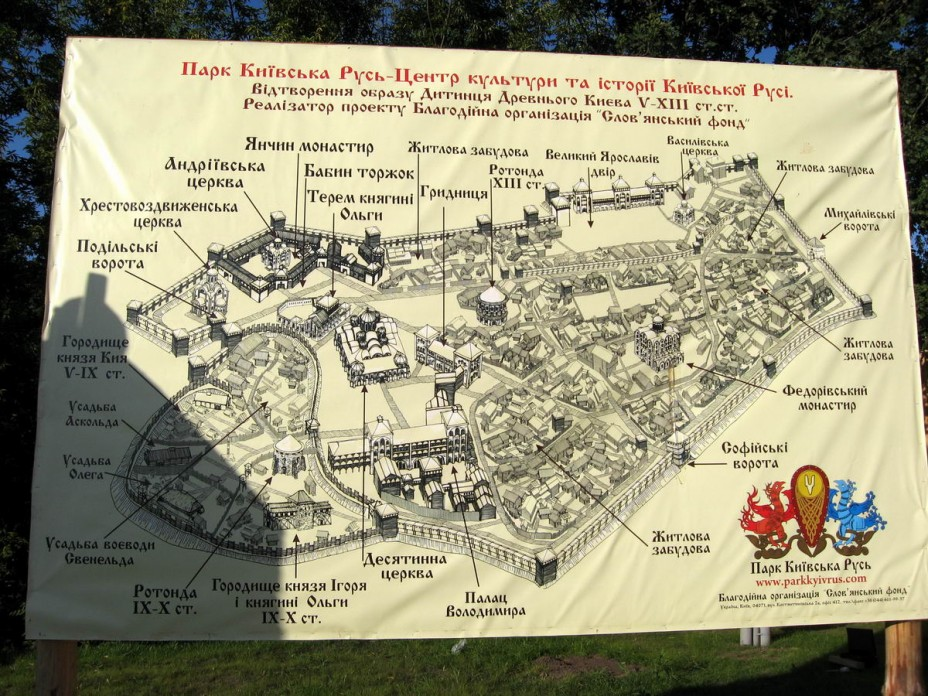 Парк Київська Русь-Центр культури та історії Київської Русі.
Відтворення образу Дитинця Древнього Києва V-XIII ст.ст.
Реалізатор проекту Благодійна організація "Слов'янський фонд"
Янчин монастир
Житлова забудова
Василівська
церква
Андріївська
церква
Бабин торжок
Ротонда
XIII ст.
Великий Ярославів
двір
Житлова забудова
Терем княгині
Ольги
Гридниця
Хрестовоздвиженська
церква
Михайлівські
ворота
Подільські
ворота
Городище
князя Кия
V-IX ст.
Житлова
забудова
Усадьба
Аскольда
Федорівський
монастир
Усадьба
Олега
Софійські
ворота
Усадьба воеводи
Свенельда
Житлова
забудова
Ротонда
IX-X ст.
Городище князя Ігоря
і княгині Ольги
IX-X ст.
Десятинна
церква
Палац
Володимира
Парк Київська Русь
www.parkkyivrus.com
Благодійна організація "Слов'янський фонд"